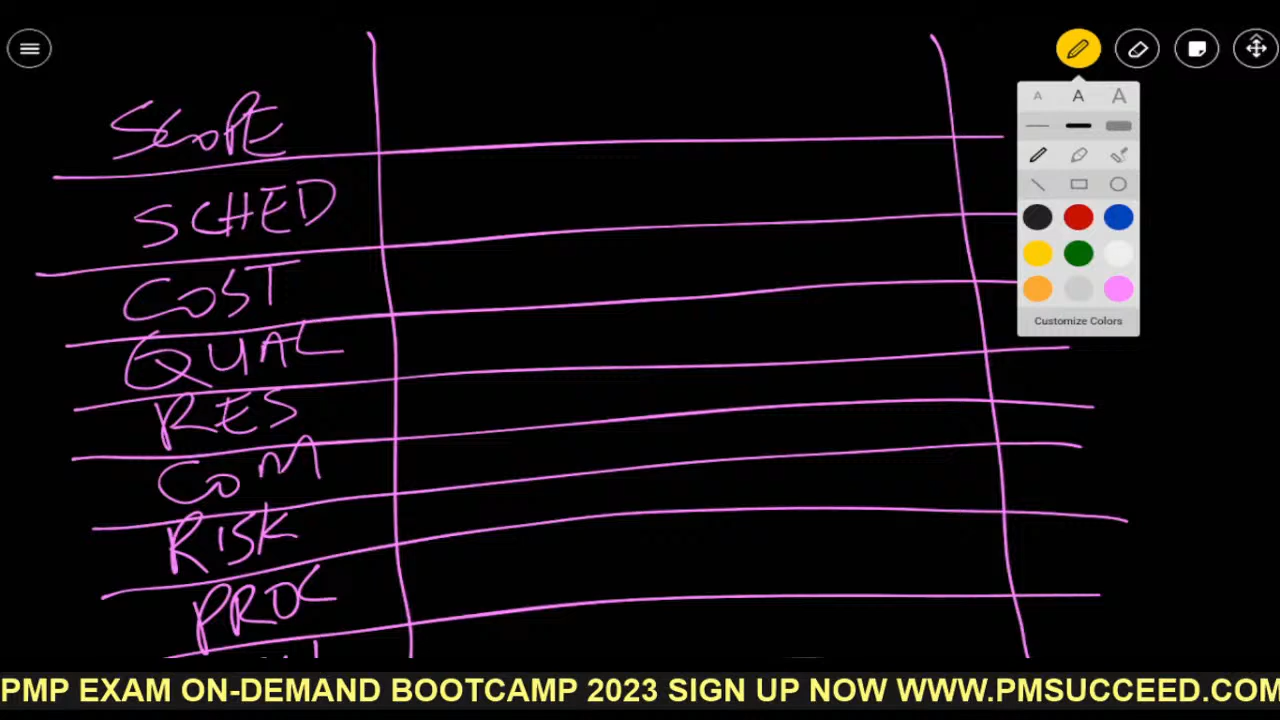 SCOPE
SCHED
COST
QUAL
RES
COM
RISK
PROC
A A A
Customize Colors
PMP EXAM ON-DEMAND BOOTCAMP 2023 SIGN UP NOW WWW.PMSUCCEED.COM